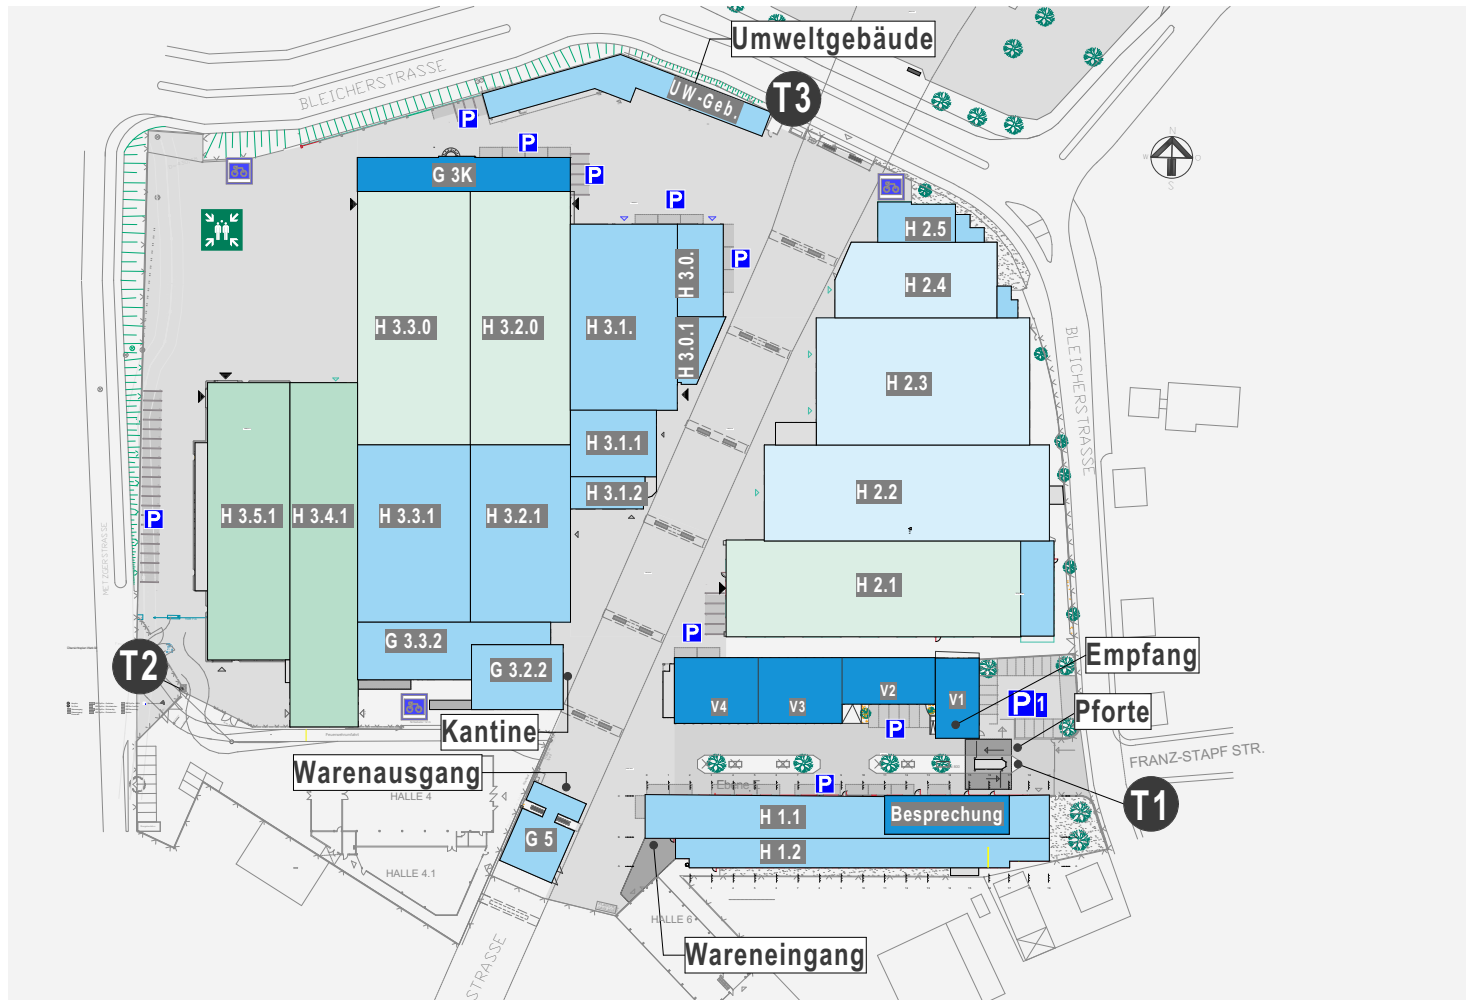 Umweltgebäude
BLEICHERSTRASSE
UW-Geb.
T3
P
P
N
W
O
S
G 3K
P
P
H 2.5
H 3.0.
P
H 2.4
H 3.3.0
H 3.2.0
H 3.1.
H 3.0.1
BLEICHERSTRASSE
H 2.3
H 3.1.1
H 3.1.2
H 2.2
P
H 3.5.1
H 3.4.1
H 3.3.1
H 3.2.1
METZGERSTRASSE
H 2.1
P
G 3.3.2
Empfang
T2
G 3.2.2
V4
V3
V2
V1
P1
Pforte
Kantine
P
FRANZ-STAPF STR.
Warenausgang
Ebene E
P
T1
HALLE 4
H 1.1
Besprechung
G 5
H 1.2
HALLE 4.1
HALLE 6
Wareneingang
STRASSE